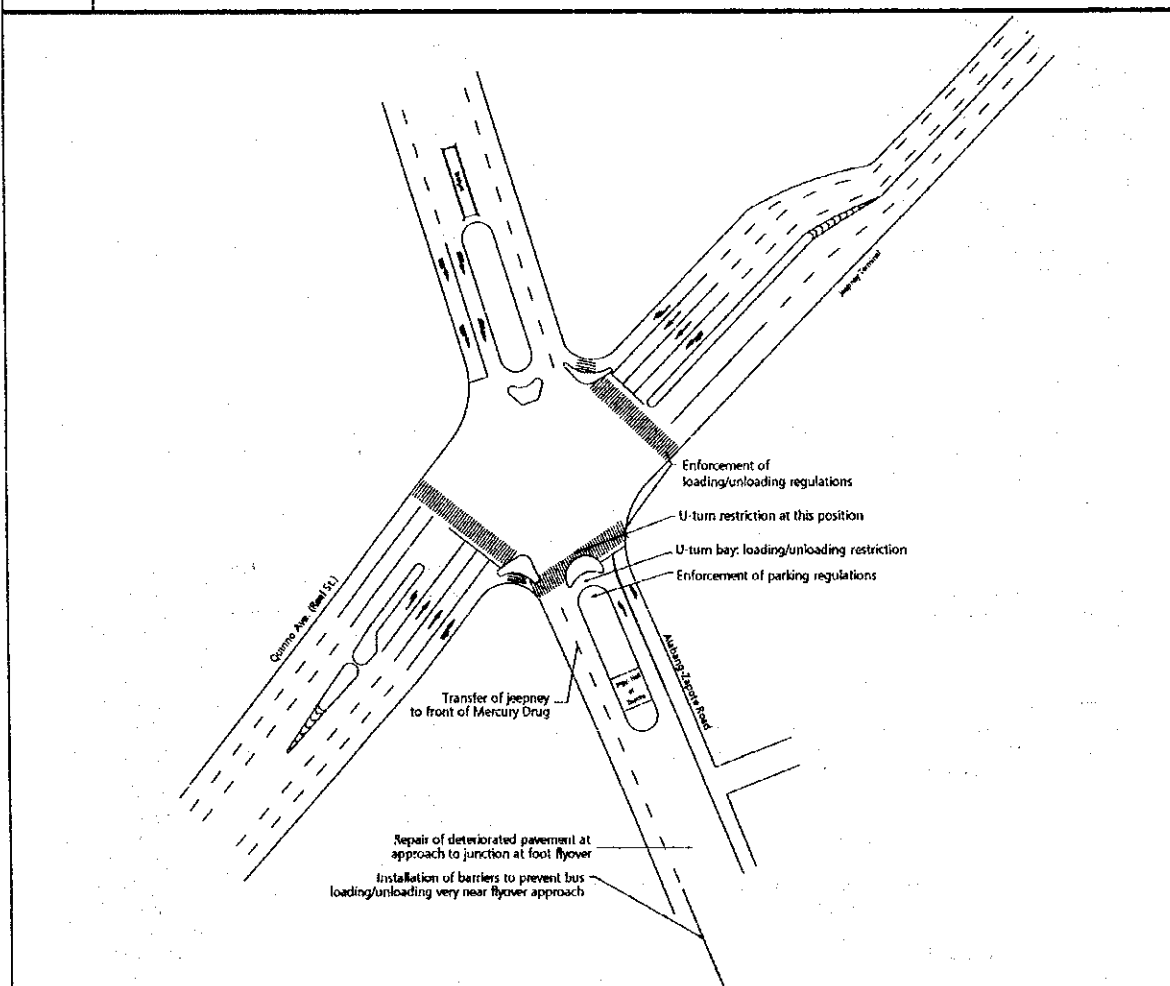 Jeepney Terminal
Enforcement of
loading/unloading regulations
U-turn restriction at this position
U-turn bay: loading/unloading restriction
Enforcement of parking regulations
Quirino Ave. (Real St.)
Alabang-Zapote Road
Transfer of jeepney
to front of Mercury Drug
Repair of deteriorated pavement at
approach to junction at foot flyover
Installation of barriers to prevent bus
loading/unloading very near flyover approach